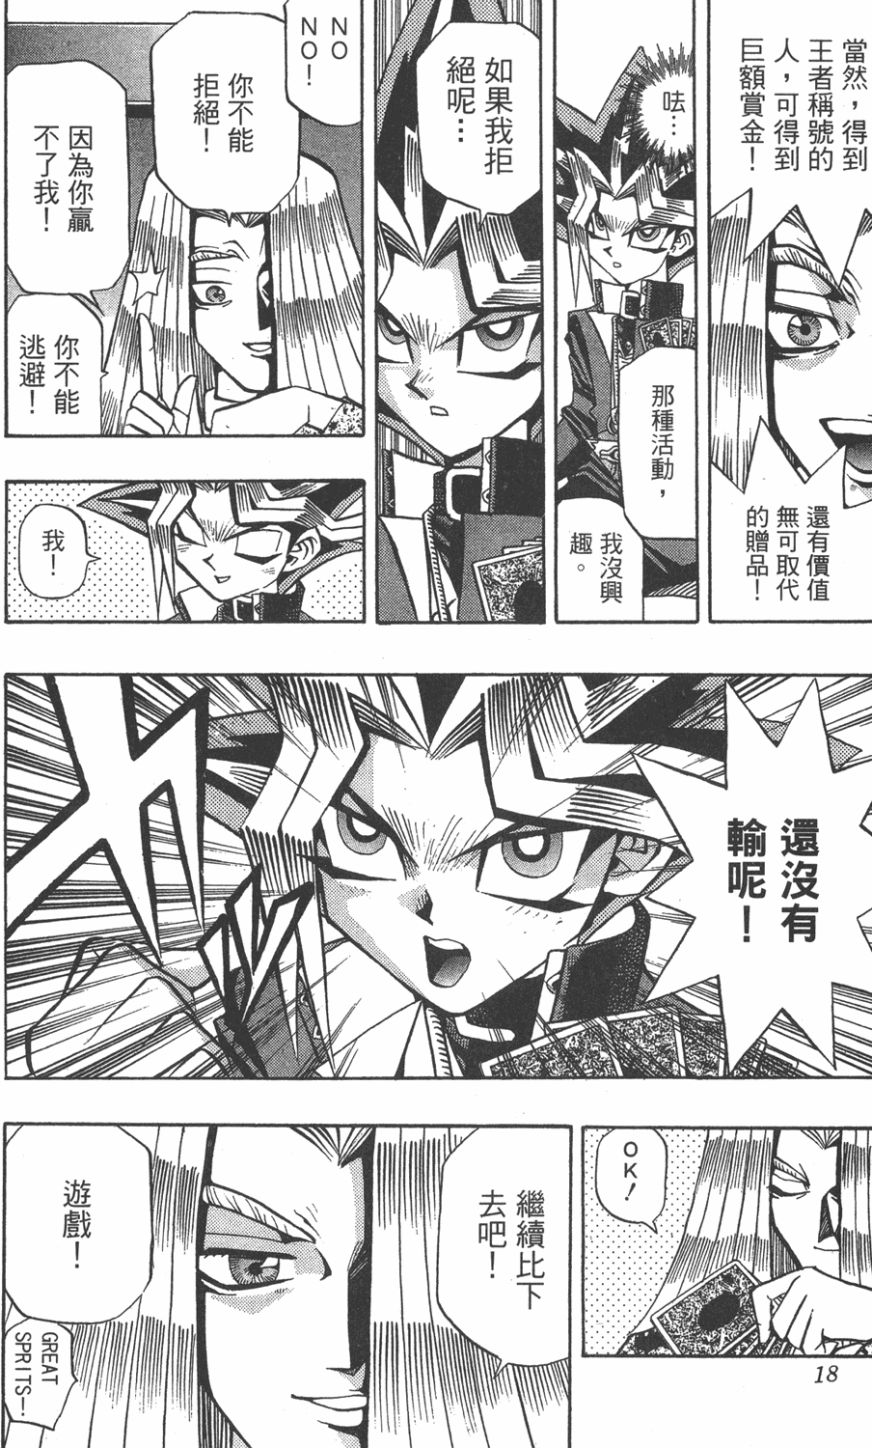 當然，得到
王者稱號的
人，可得到
巨額賞金！
還有價值
無可取代
的贈品！
呿…
那種活動，
我沒興
趣。
如果我拒
絕呢…
NO
NO！
你不能
拒絕！
因為你贏
不了我！
你不能
逃避！
我！
還沒有
輸呢！
OK！
繼續比下
去吧！
遊戲！
GREAT
SPRITS—！
18